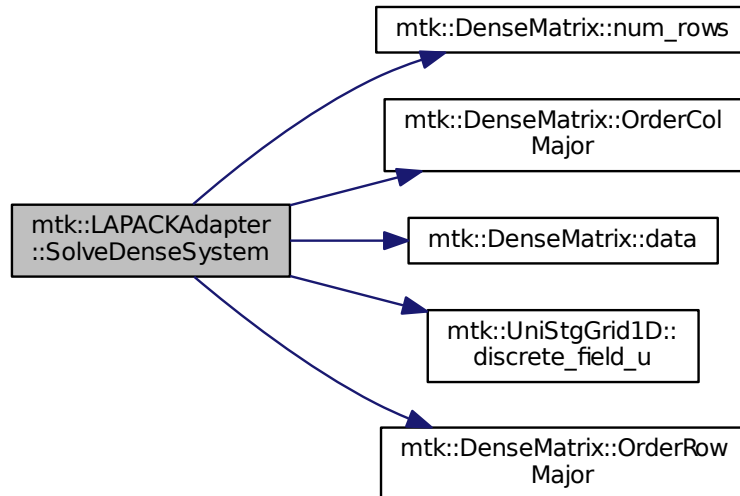 mtk::DenseMatrix::num_rows
mtk::DenseMatrix::OrderCol
Major
mtk::LAPACKAdapter
::SolveDenseSystem
mtk::DenseMatrix::data
mtk::UniStgGrid1D::
discrete_field_u
mtk::DenseMatrix::OrderRow
Major